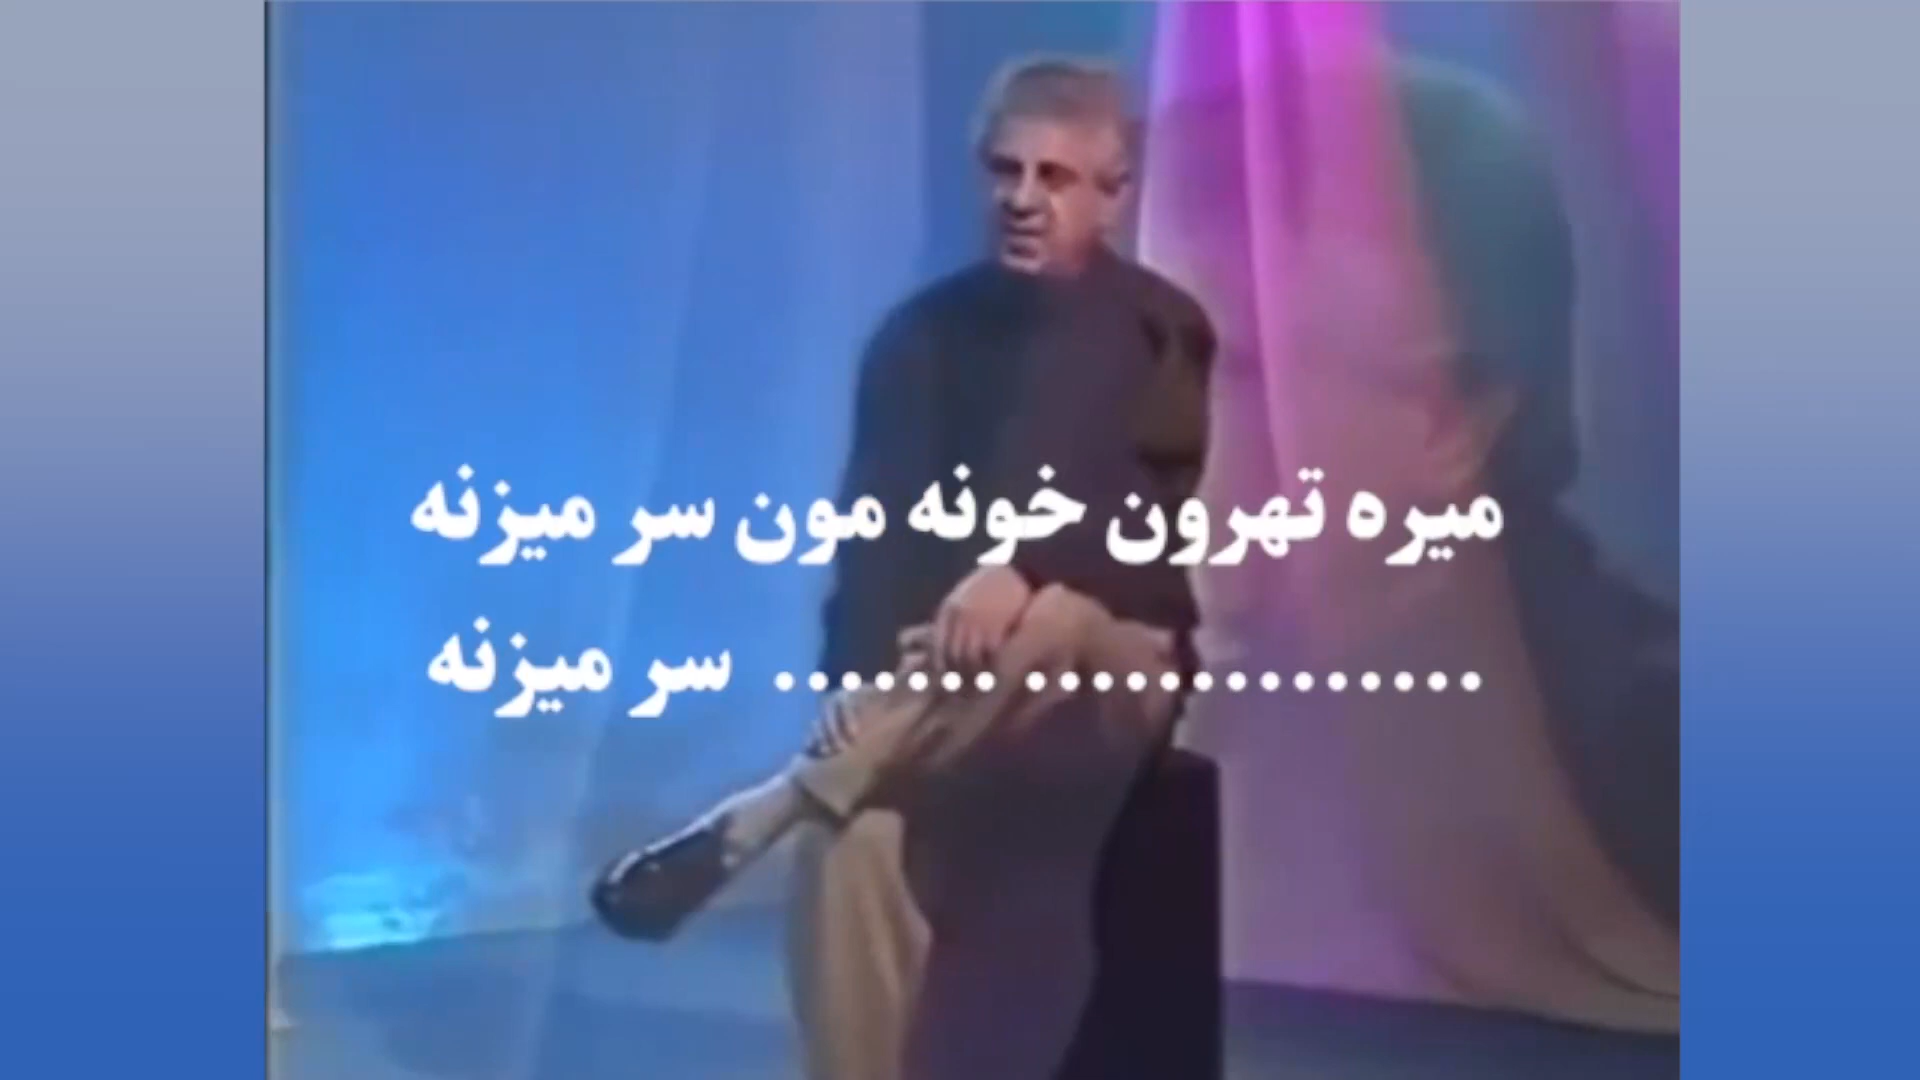 میره تهرون خونه مون سر میزنه
.............. ....... سر میزنه